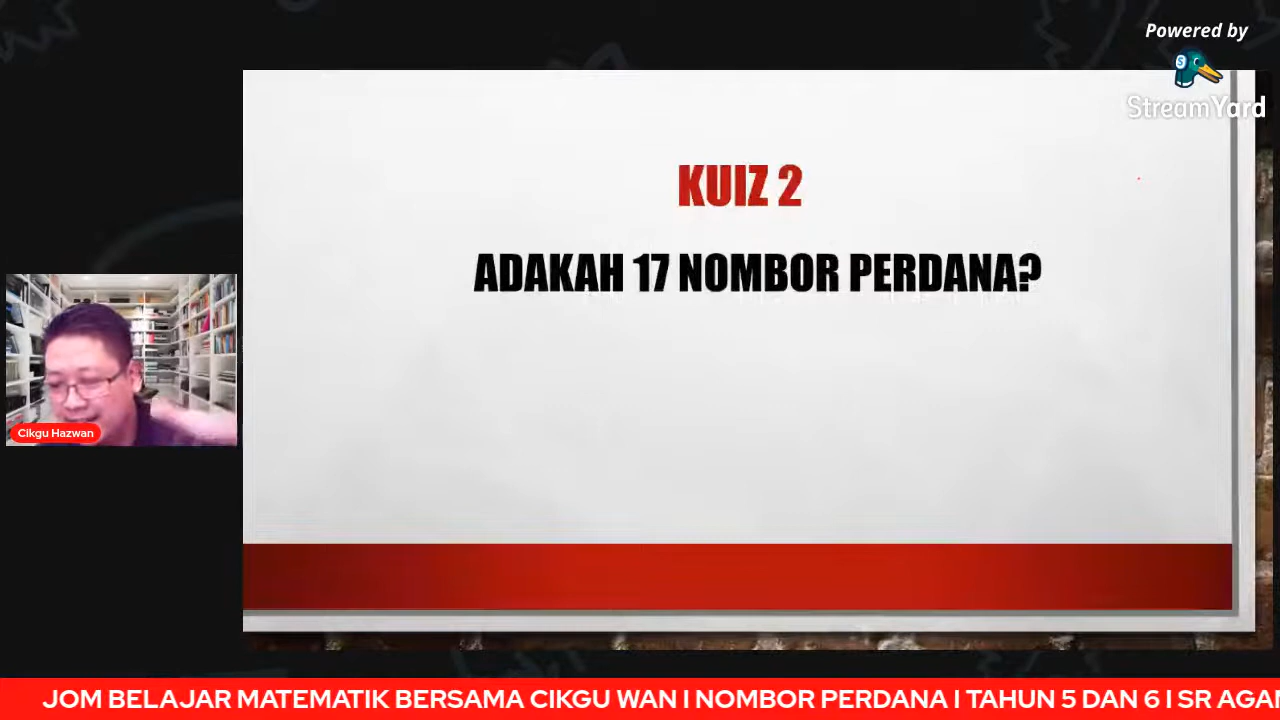 Powered by
StreamYard
KUIZ 2
ADAKAH 17 NOMBOR PERDANA?
Cikgu Hazwan
JOM BELAJAR MATEMATIK BERSAMA CIKGU WAN I NOMBOR PERDANA I TAHUN 5 DAN 6 I SR AGAM